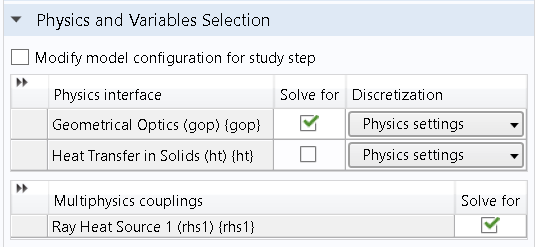 Physics and Variables Selection
Modify model configuration for study step
Physics interface Solve for Discretization
Geometrical Optics (gop) {gop} Physics settings
Heat Transfer in Solids (ht) {ht} Physics settings
Multiphysics couplings Solve for
Ray Heat Source 1 (rhs1) {rhs1}